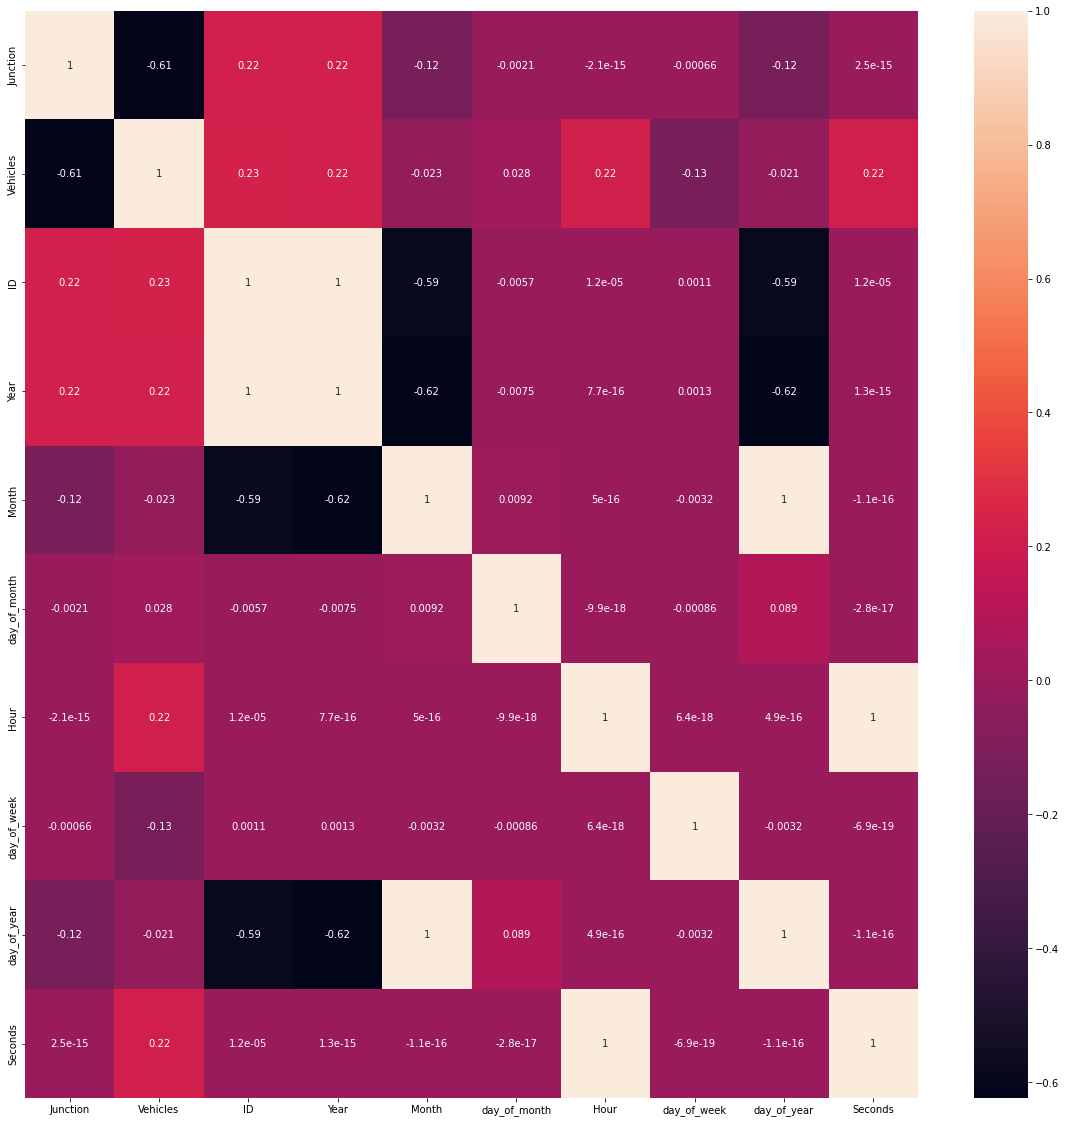 Junction 1 -0.61 0.22 0.22 -0.12 -0.0021 -2.1e-15 -0.00066 -0.12 2.5e-15
Vehicles -0.61 1 0.23 0.22 -0.023 0.028 0.22 -0.13 -0.021 0.22
ID 0.22 0.23 1 1 -0.59 -0.0057 1.2e-05 0.0011 -0.59 1.2e-05
Year 0.22 0.22 1 1 -0.62 -0.0075 7.7e-16 0.0013 -0.62 1.3e-15
Month -0.12 -0.023 -0.59 -0.62 1 0.0092 5e-16 -0.0032 1 -1.1e-16
day_of_month -0.0021 0.028 -0.0057 -0.0075 0.0092 1 -9.9e-18 -0.00086 0.089 -2.8e-17
Hour -2.1e-15 0.22 1.2e-05 7.7e-16 5e-16 -9.9e-18 1 6.4e-18 4.9e-16 1
day_of_week -0.00066 -0.13 0.0011 0.0013 -0.0032 -0.00086 6.4e-18 1 -0.0032 -6.9e-19
day_of_year -0.12 -0.021 -0.59 -0.62 1 0.089 4.9e-16 -0.0032 1 -1.1e-16
Seconds 2.5e-15 0.22 1.2e-05 1.3e-15 -1.1e-16 -2.8e-17 1 -6.9e-19 -1.1e-16 1
Junction Vehicles ID Year Month day_of_month Hour day_of_week day_of_year Seconds
1.0
0.8
0.6
0.4
0.2
0.0
−0.2
−0.4
−0.6